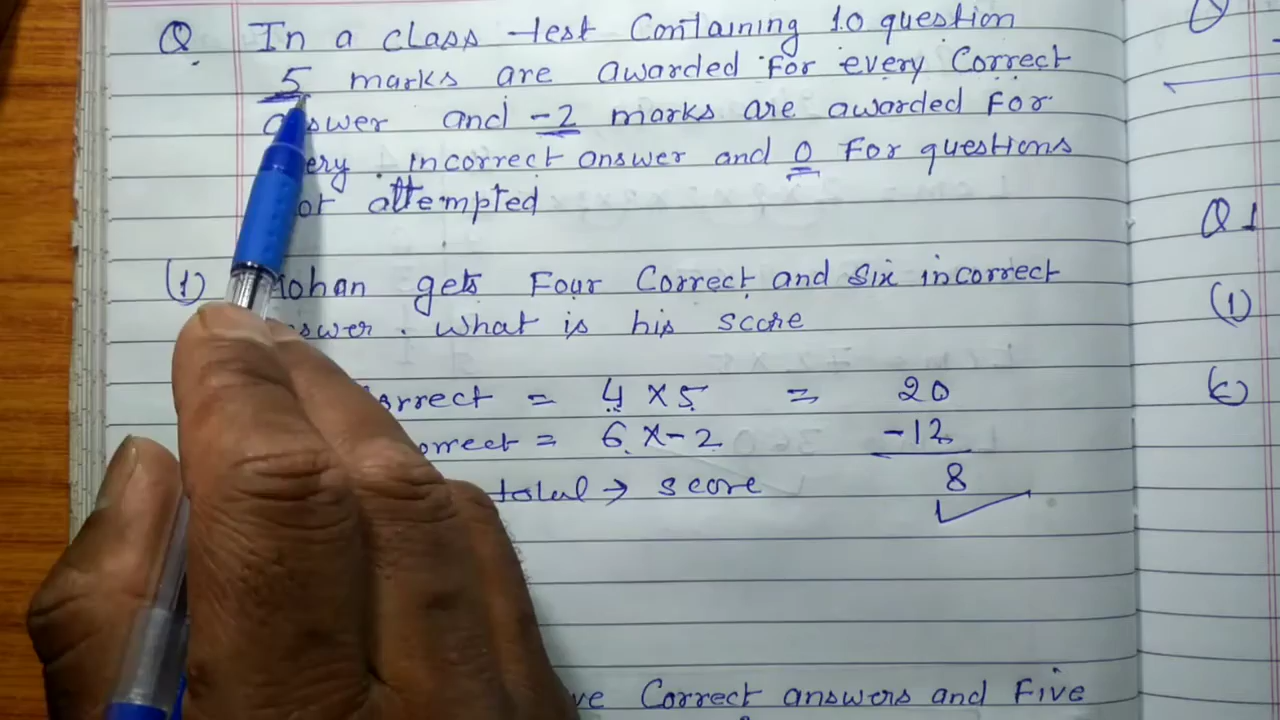 Q In a class test Containing 10 question
5 marks are awarded for every Correct
answer and -2 marks are awarded For
incorrect answer and 0 For questions
attempted
(1) Mohan gets Four Correct and six incorrect
What is his score
= 4 × 5 = 20
= 6 × -2 -12
total → score 8
Correct answers and Five
Q
Q 1
(1)
(c)